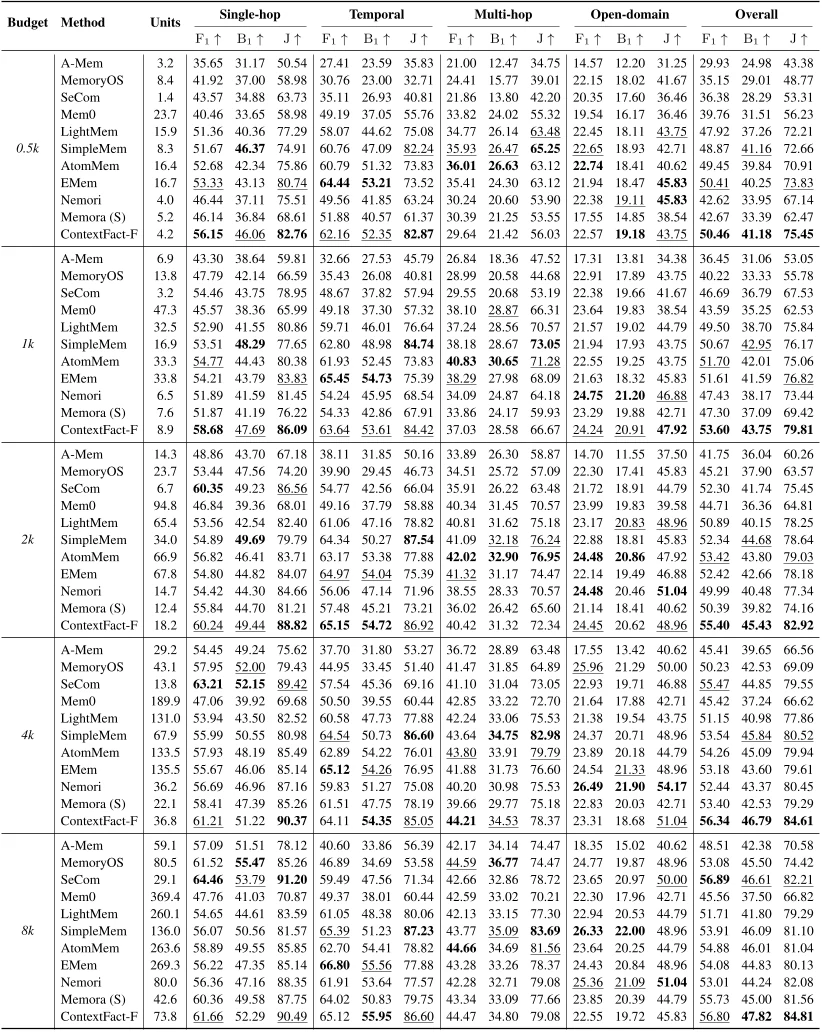 Budget Method Units Single-hop Temporal Multi-hop Open-domain Overall
F1 ↑ B1 ↑ J ↑ F1 ↑ B1 ↑ J ↑ F1 ↑ B1 ↑ J ↑ F1 ↑ B1 ↑ J ↑ F1 ↑ B1 ↑ J ↑
A-Mem 3.2 35.65 31.17 50.54 27.41 23.59 35.83 21.00 12.47 34.75 14.57 12.20 31.25 29.93 24.98 43.38
MemoryOS 8.4 41.92 37.00 58.98 30.76 23.00 32.71 24.41 15.77 39.01 22.15 18.02 41.67 35.15 29.01 48.77
SeCom 1.4 43.57 34.88 63.73 35.11 26.93 40.81 21.86 13.80 42.20 20.35 17.60 36.46 36.38 28.29 53.31
Mem0 23.7 40.46 33.65 58.98 49.19 37.05 55.76 33.82 24.02 55.32 19.54 16.17 36.46 39.76 31.51 56.23
LightMem 15.9 51.36 40.36 77.29 58.07 44.62 75.08 34.77 26.14 63.48 22.45 18.11 43.75 47.92 37.26 72.21
SimpleMem 8.3 51.67 46.37 74.91 60.76 47.09 82.24 35.93 26.47 65.25 22.65 18.93 42.71 48.87 41.16 72.66
0.5k AtomMem 16.4 52.68 42.34 75.86 60.79 51.32 73.83 36.01 26.63 63.12 22.74 18.41 40.62 49.45 39.84 70.91
EMem 16.7 53.33 43.13 80.74 64.44 53.21 73.52 35.41 24.30 63.12 21.94 18.47 45.83 50.41 40.25 73.83
Nemori 4.0 46.44 37.11 75.51 49.56 41.85 63.24 30.24 20.60 53.90 22.38 19.11 45.83 42.62 33.95 67.14
Memora (S) 5.2 46.14 36.84 68.61 51.88 40.57 61.37 30.39 21.25 53.55 17.55 14.85 38.54 42.67 33.39 62.47
ContextFact-F 4.2 56.15 46.06 82.76 62.16 52.35 82.87 29.64 21.42 56.03 22.57 19.18 43.75 50.46 41.18 75.45
A-Mem 6.9 43.30 38.64 59.81 32.66 27.53 45.79 26.84 18.36 47.52 17.31 13.81 34.38 36.45 31.06 53.05
MemoryOS 13.8 47.79 42.14 66.59 35.43 26.08 40.81 28.99 20.58 44.68 22.91 17.89 43.75 40.22 33.33 55.78
SeCom 3.2 54.46 43.75 78.95 48.67 37.82 57.94 29.55 20.68 53.19 22.38 19.66 41.67 46.69 36.79 67.53
Mem0 47.3 45.57 38.36 65.99 49.18 37.30 57.32 38.10 28.87 66.31 23.64 19.83 38.54 43.59 35.25 62.53
LightMem 32.5 52.90 41.55 80.86 59.71 46.01 76.64 37.24 28.56 70.57 21.57 19.02 44.79 49.50 38.70 75.84
1k SimpleMem 16.9 53.51 48.29 77.65 62.80 48.98 84.74 38.18 28.67 73.05 21.94 17.93 43.75 50.67 42.95 76.17
AtomMem 33.3 54.77 44.43 80.38 61.93 52.45 73.83 40.83 30.65 71.28 22.55 19.25 43.75 51.70 42.01 75.06
EMem 33.8 54.21 43.79 83.83 65.45 54.73 75.39 38.29 27.98 68.09 21.63 18.32 45.83 51.61 41.59 76.82
Nemori 6.5 51.89 41.59 81.45 54.24 45.95 68.54 34.09 24.87 64.18 24.75 21.20 46.88 47.43 38.17 73.44
Memora (S) 7.6 51.87 41.19 76.22 54.33 42.86 67.91 33.86 24.17 59.93 23.29 19.88 42.71 47.30 37.09 69.42
ContextFact-F 8.9 58.68 47.69 86.09 63.64 53.61 84.42 37.03 28.58 66.67 24.24 20.91 47.92 53.60 43.75 79.81
A-Mem 14.3 48.86 43.70 67.18 38.11 31.85 50.16 33.89 26.30 58.87 14.70 11.55 37.50 41.75 36.04 60.26
MemoryOS 23.7 53.44 47.56 74.20 39.90 29.45 46.73 34.51 25.72 57.09 22.30 17.41 45.83 45.21 37.90 63.57
SeCom 6.7 60.35 49.23 86.56 54.77 42.56 66.04 35.91 26.22 63.48 21.72 18.91 44.79 52.30 41.74 75.45
Mem0 94.8 46.84 39.36 68.01 49.16 37.79 58.88 40.34 31.45 70.57 23.99 19.83 39.58 44.71 36.36 64.81
LightMem 65.4 53.56 42.54 82.40 61.06 47.16 78.82 40.81 31.62 75.18 23.17 20.83 48.96 50.89 40.15 78.25
2k SimpleMem 34.0 54.89 49.69 79.79 64.34 50.27 87.54 41.09 32.18 76.24 22.88 18.81 45.83 52.34 44.68 78.64
AtomMem 66.9 56.82 46.41 83.71 63.17 53.38 77.88 42.02 32.90 76.95 24.48 20.86 47.92 53.42 43.80 79.03
EMem 67.8 54.80 44.82 84.07 64.97 54.04 75.39 41.32 31.17 74.47 22.14 19.49 46.88 52.42 42.66 78.18
Nemori 14.7 54.42 44.30 84.66 56.06 47.14 71.96 38.55 28.33 70.57 24.48 20.46 51.04 49.99 40.48 77.34
Memora (S) 12.4 55.84 44.70 81.21 57.48 45.21 73.21 36.02 26.42 65.60 21.14 18.41 40.62 50.39 39.82 74.16
ContextFact-F 18.2 60.24 49.44 88.82 65.15 54.72 86.92 40.42 31.32 72.34 24.45 20.62 48.96 55.40 45.43 82.92
A-Mem 29.2 54.45 49.24 75.62 37.70 31.80 53.27 36.72 28.89 63.48 17.55 13.42 40.62 45.41 39.65 66.56
MemoryOS 43.1 57.95 52.00 79.43 44.95 33.45 51.40 41.47 31.85 64.89 25.96 21.29 50.00 50.23 42.53 69.09
SeCom 13.8 63.21 52.15 89.42 57.54 45.36 69.16 41.10 31.04 73.05 22.93 19.71 46.88 55.47 44.85 79.55
Mem0 189.9 47.06 39.92 69.68 50.50 39.55 60.44 42.85 33.22 72.70 21.64 17.88 42.71 45.42 37.24 66.62
LightMem 131.0 53.94 43.50 82.52 60.58 47.73 77.88 42.24 33.06 75.53 21.38 19.54 43.75 51.15 40.98 77.86
4k SimpleMem 67.9 55.99 50.55 80.98 64.54 50.73 86.60 43.64 34.75 82.98 24.37 20.71 48.96 53.54 45.84 80.52
AtomMem 133.5 57.93 48.19 85.49 62.89 54.22 76.01 43.80 33.91 79.79 23.89 20.18 44.79 54.26 45.09 79.94
EMem 135.5 55.67 46.06 85.14 65.12 54.26 76.95 41.88 31.73 76.60 24.54 21.33 48.96 53.18 43.60 79.61
Nemori 36.2 56.69 46.96 87.16 59.83 51.27 75.08 40.20 30.98 75.53 26.49 21.90 54.17 52.44 43.37 80.45
Memora (S) 22.1 58.41 47.39 85.26 61.51 47.75 78.19 39.66 29.77 75.18 22.83 20.03 42.71 53.40 42.53 79.29
ContextFact-F 36.8 61.21 51.22 90.37 64.11 54.35 85.05 44.21 34.53 78.37 23.31 18.68 51.04 56.34 46.79 84.61
A-Mem 59.1 57.09 51.51 78.12 40.60 33.86 56.39 42.17 34.14 74.47 18.35 15.02 40.62 48.51 42.38 70.58
MemoryOS 80.5 61.52 55.47 85.26 46.89 34.69 53.58 44.59 36.77 74.47 24.77 19.87 48.96 53.08 45.50 74.42
SeCom 29.1 64.46 53.79 91.20 59.49 47.56 71.34 42.66 32.86 78.72 23.65 20.97 50.00 56.89 46.61 82.21
Mem0 369.4 47.76 41.03 70.87 49.37 38.01 60.44 42.59 33.02 70.21 22.30 17.96 42.71 45.56 37.50 66.82
LightMem 260.1 54.65 44.61 83.59 61.05 48.38 80.06 42.13 33.15 77.30 22.94 20.53 44.79 51.71 41.80 79.29
8k SimpleMem 136.0 56.07 50.56 81.57 65.39 51.23 87.23 43.77 35.09 83.69 26.33 22.00 48.96 53.91 46.09 81.10
AtomMem 263.6 58.89 49.55 85.85 62.70 54.41 78.82 44.66 34.69 81.56 23.64 20.25 44.79 54.88 46.01 81.04
EMem 269.3 56.22 47.35 85.14 66.80 55.56 77.88 43.28 33.26 78.37 24.43 20.84 48.96 54.08 44.83 80.13
Nemori 80.0 56.36 47.16 88.35 61.91 53.64 77.57 42.28 32.71 79.08 25.36 21.09 51.04 53.01 44.24 82.08
Memora (S) 42.6 60.36 49.58 87.75 64.02 50.83 79.75 43.34 33.09 77.66 23.85 20.39 44.79 55.73 45.00 81.56
ContextFact-F 73.8 61.66 52.29 90.49 65.12 55.95 86.60 44.47 34.80 79.08 22.55 19.72 45.83 56.80 47.82 84.81